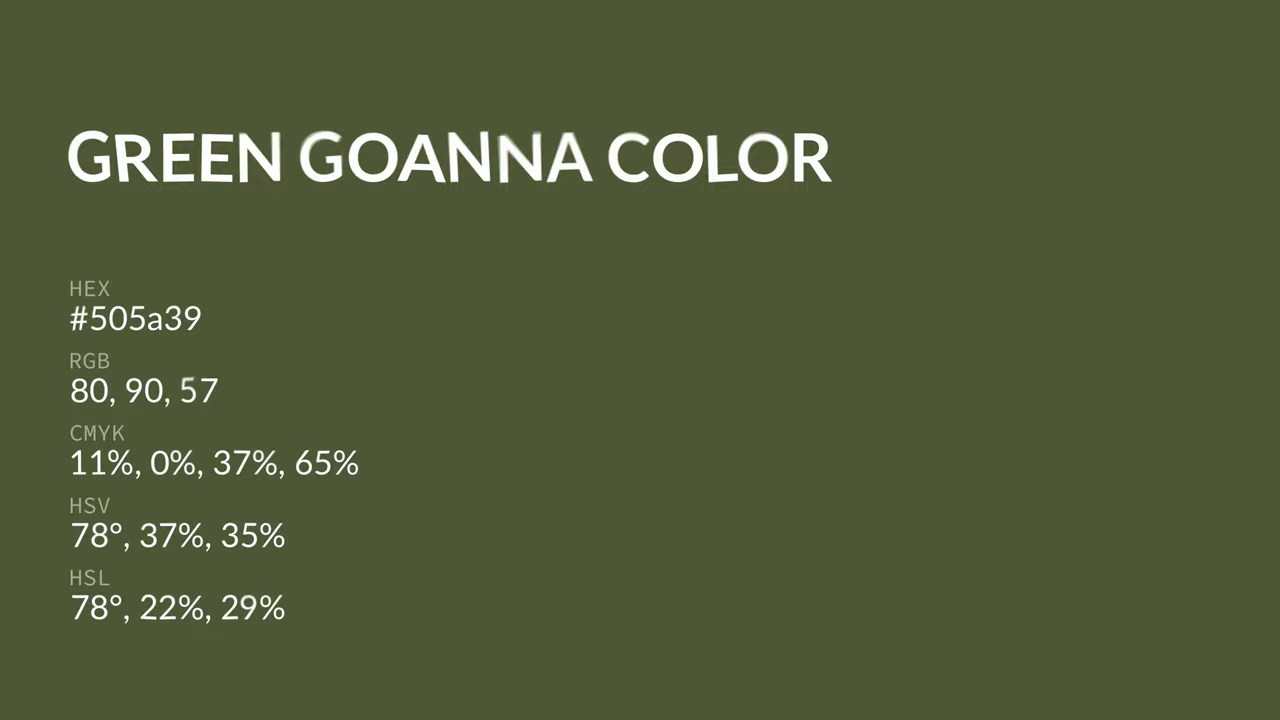 GREEN GOANNA COLOR
HEX
#505a39
RGB
80, 90, 57
CMYK
11%, 0%, 37%, 65%
HSV
78°, 37%, 35%
HSL
78°, 22%, 29%